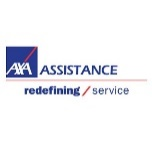 AXA ASSISTANCE
redefining / service